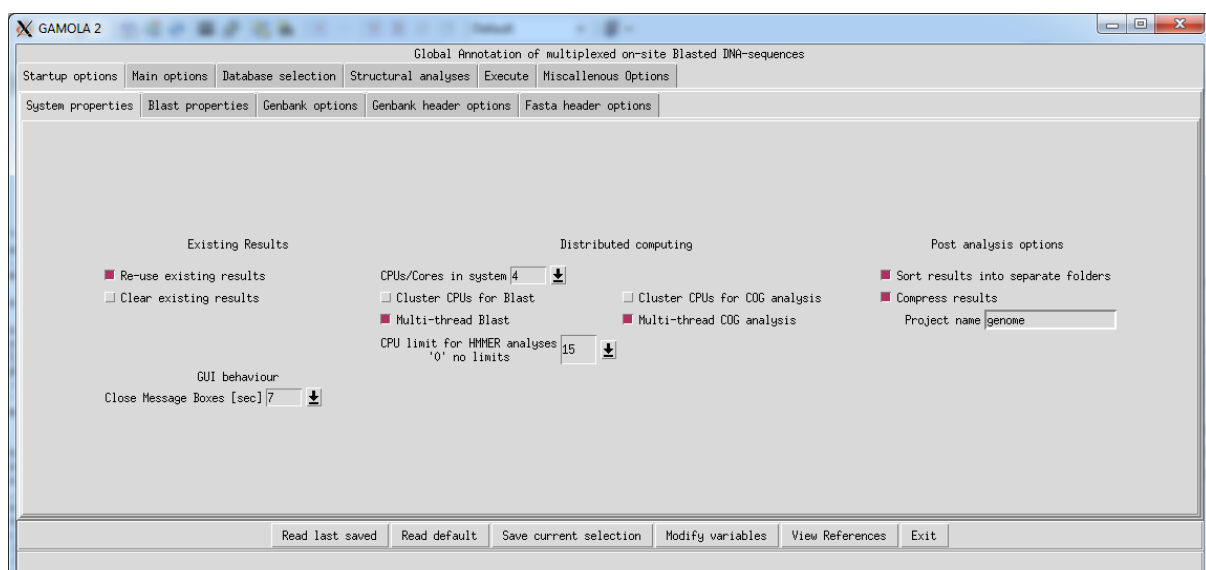 GAMOLA 2
Default
Global Annotation of multiplexed on-site Blasted DNA-sequences
Startup options Main options Database selection Structural analyses Execute Miscallenous Options
System properties Blast properties Genbank options Genbank header options Fasta header options
Existing Results Distributed computing Post analysis options
Re-use existing results CPUs/Cores in system 4 Sort results into separate folders
Clear existing results Cluster CPUs for Blast Cluster CPUs for COG analysis Compress results
Multi-thread Blast Multi-thread COG analysis Project name genome
CPU limit for HMMER analyses 15
'0' no limits
GUI behaviour
Close Message Boxes [sec] 7
Read last saved Read default Save current selection Modify variables View References Exit